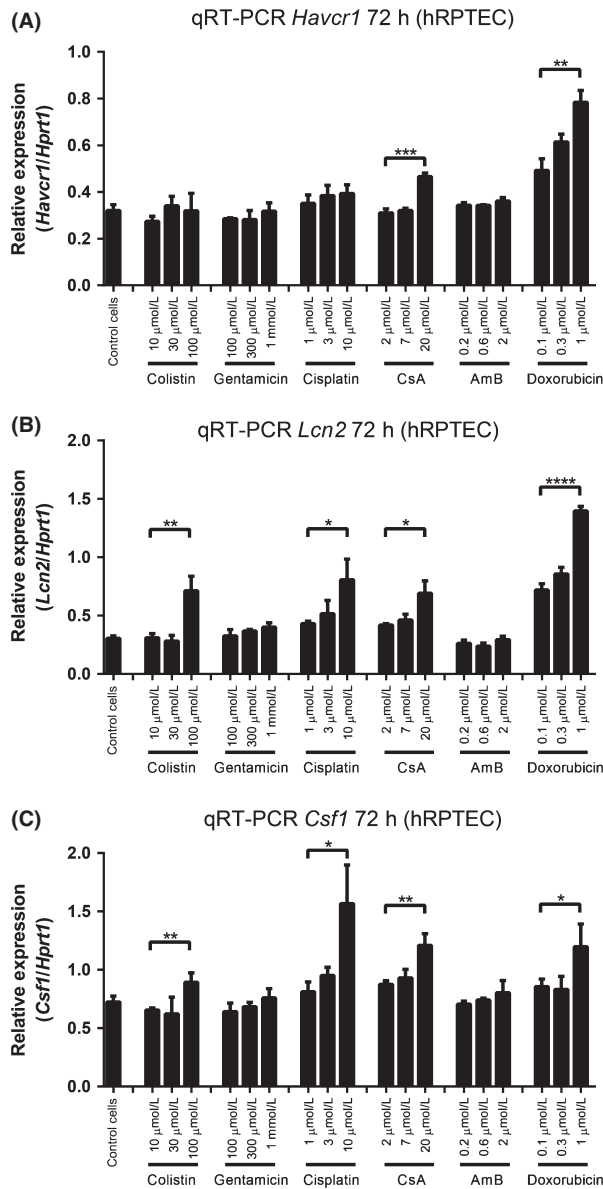 (A)
qRT-PCR Havcr1 72 h (hRPTEC)
Relative expression
(Havcr1/Hprt1)
1.0
0.8
0.6
0.4
0.2
0.0
***
**
Control cells
10 μmol/L
30 μmol/L
100 μmol/L
100 μmol/L
300 μmol/L
1 mmol/L
1 μmol/L
3 μmol/L
10 μmol/L
2 μmol/L
7 μmol/L
20 μmol/L
0.2 μmol/L
0.6 μmol/L
2 μmol/L
0.1 μmol/L
0.3 μmol/L
1 μmol/L
Colistin
Gentamicin
Cisplatin
CsA
AmB
Doxorubicin
(B)
qRT-PCR Lcn2 72 h (hRPTEC)
Relative expression
(Lcn2/Hprt1)
2.0
1.5
1.0
0.5
0.0
**
*
*
****
Control cells
10 μmol/L
30 μmol/L
100 μmol/L
100 μmol/L
300 μmol/L
1 mmol/L
1 μmol/L
3 μmol/L
10 μmol/L
2 μmol/L
7 μmol/L
20 μmol/L
0.2 μmol/L
0.6 μmol/L
2 μmol/L
0.1 μmol/L
0.3 μmol/L
1 μmol/L
Colistin
Gentamicin
Cisplatin
CsA
AmB
Doxorubicin
(C)
qRT-PCR Csf1 72 h (hRPTEC)
Relative expression
(Csf1/Hprt1)
2.0
1.5
1.0
0.5
0.0
**
*
**
*
Control cells
10 μmol/L
30 μmol/L
100 μmol/L
100 μmol/L
300 μmol/L
1 mmol/L
1 μmol/L
3 μmol/L
10 μmol/L
2 μmol/L
7 μmol/L
20 μmol/L
0.2 μmol/L
0.6 μmol/L
2 μmol/L
0.1 μmol/L
0.3 μmol/L
1 μmol/L
Colistin
Gentamicin
Cisplatin
CsA
AmB
Doxorubicin